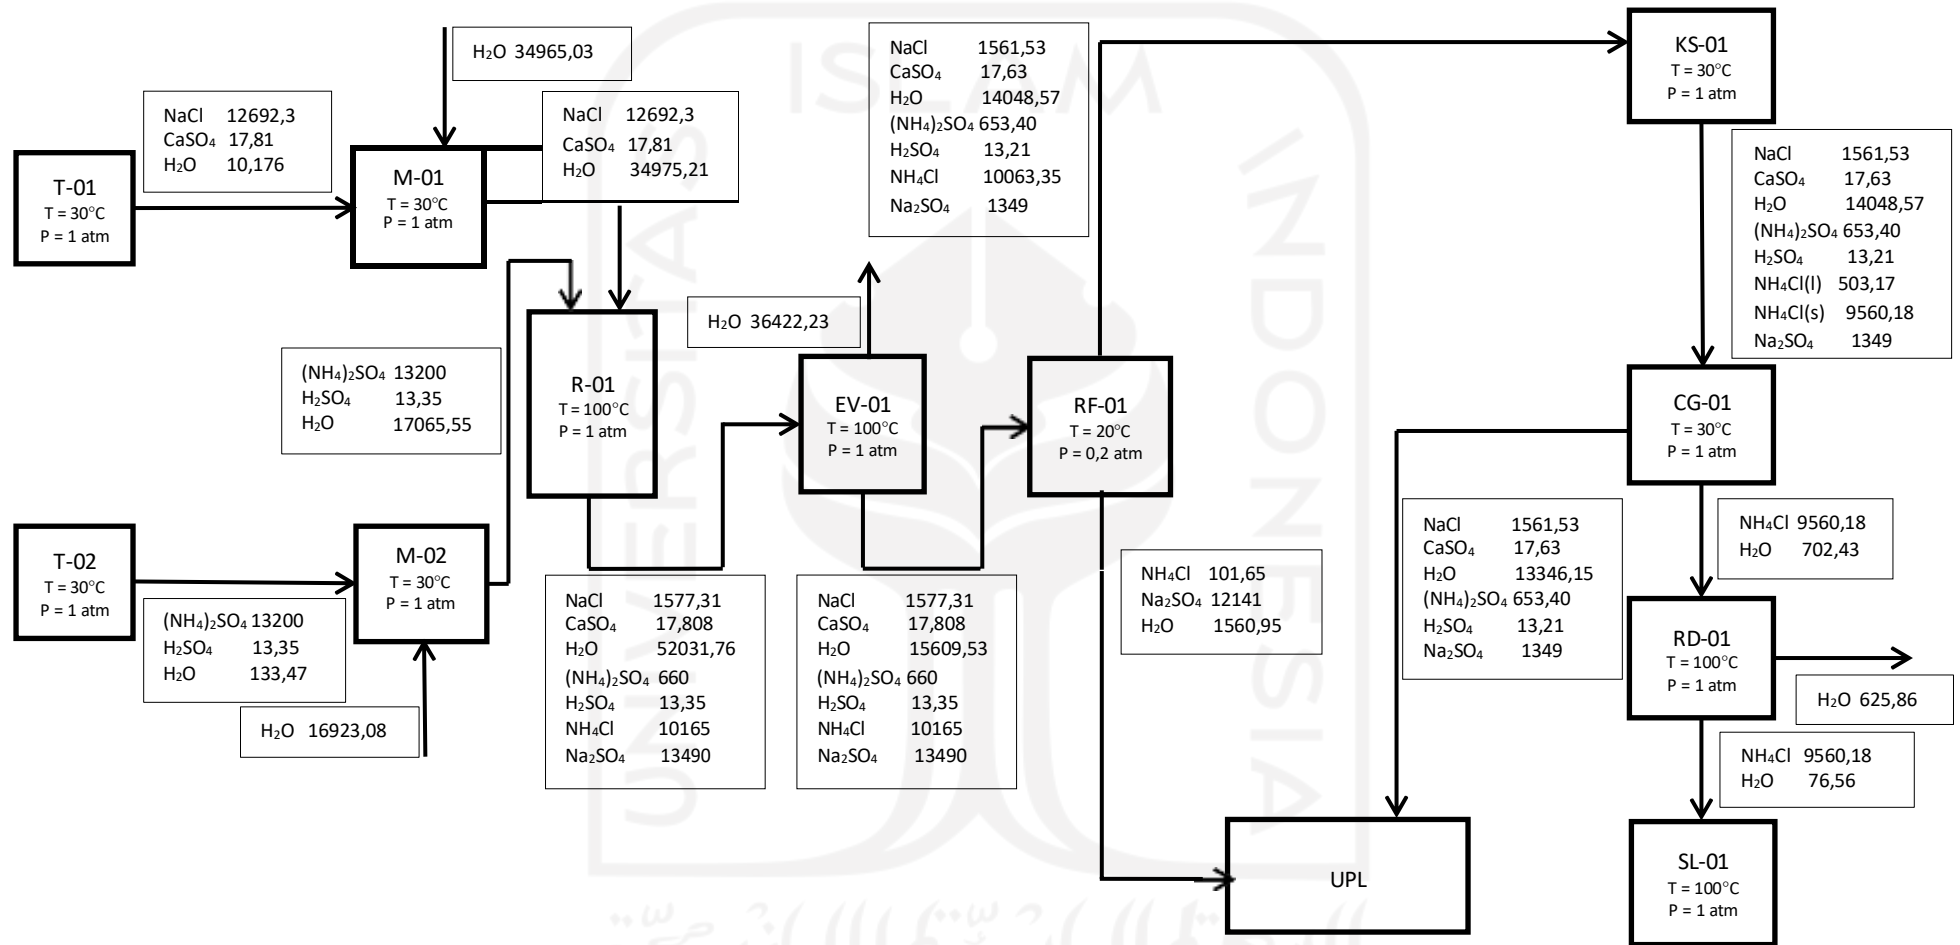 ISLAM
UNIVERSITAS
INDONESIA
H₂O 34965,03
NaCl 12692,3
CaSO₄ 17,81
H₂O 10,176
T-01
T = 30°C
P = 1 atm
M-01
T = 30°C
P = 1 atm
NaCl 12692,3
CaSO₄ 17,81
H₂O 34975,21
NaCl 1561,53
CaSO₄ 17,63
H₂O 14048,57
(NH₄)₂SO₄ 653,40
H₂SO₄ 13,21
NH₄Cl 10063,35
Na₂SO₄ 1349
KS-01
T = 30°C
P = 1 atm
NaCl 1561,53
CaSO₄ 17,63
H₂O 14048,57
(NH₄)₂SO₄ 653,40
H₂SO₄ 13,21
NH₄Cl(l) 503,17
NH₄Cl(s) 9560,18
Na₂SO₄ 1349
(NH₄)₂SO₄ 13200
H₂SO₄ 13,35
H₂O 17065,55
R-01
T = 100°C
P = 1 atm
H₂O 36422,23
EV-01
T = 100°C
P = 1 atm
RF-01
T = 20°C
P = 0,2 atm
CG-01
T = 30°C
P = 1 atm
T-02
T = 30°C
P = 1 atm
(NH₄)₂SO₄ 13200
H₂SO₄ 13,35
H₂O 133,47
M-02
T = 30°C
P = 1 atm
H₂O 16923,08
NaCl 1577,31
CaSO₄ 17,808
H₂O 52031,76
(NH₄)₂SO₄ 660
H₂SO₄ 13,35
NH₄Cl 10165
Na₂SO₄ 13490
NaCl 1577,31
CaSO₄ 17,808
H₂O 15609,53
(NH₄)₂SO₄ 660
H₂SO₄ 13,35
NH₄Cl 10165
Na₂SO₄ 13490
NH₄Cl 101,65
Na₂SO₄ 12141
H₂O 1560,95
NaCl 1561,53
CaSO₄ 17,63
H₂O 13346,15
(NH₄)₂SO₄ 653,40
H₂SO₄ 13,21
Na₂SO₄ 1349
NH₄Cl 9560,18
H₂O 702,43
RD-01
T = 100°C
P = 1 atm
H₂O 625,86
NH₄Cl 9560,18
H₂O 76,56
UPL
SL-01
T = 100°C
P = 1 atm